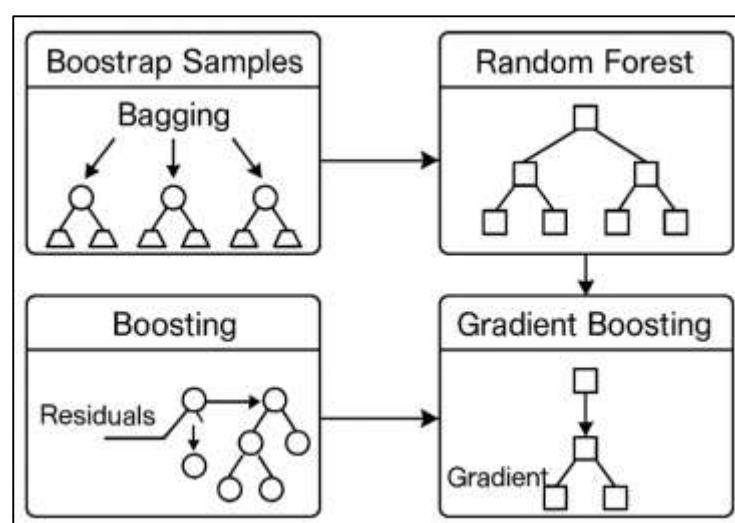 Boostrap Samples
Bagging
Random Forest
Boosting
Residuals
Gradient Boosting
Gradient